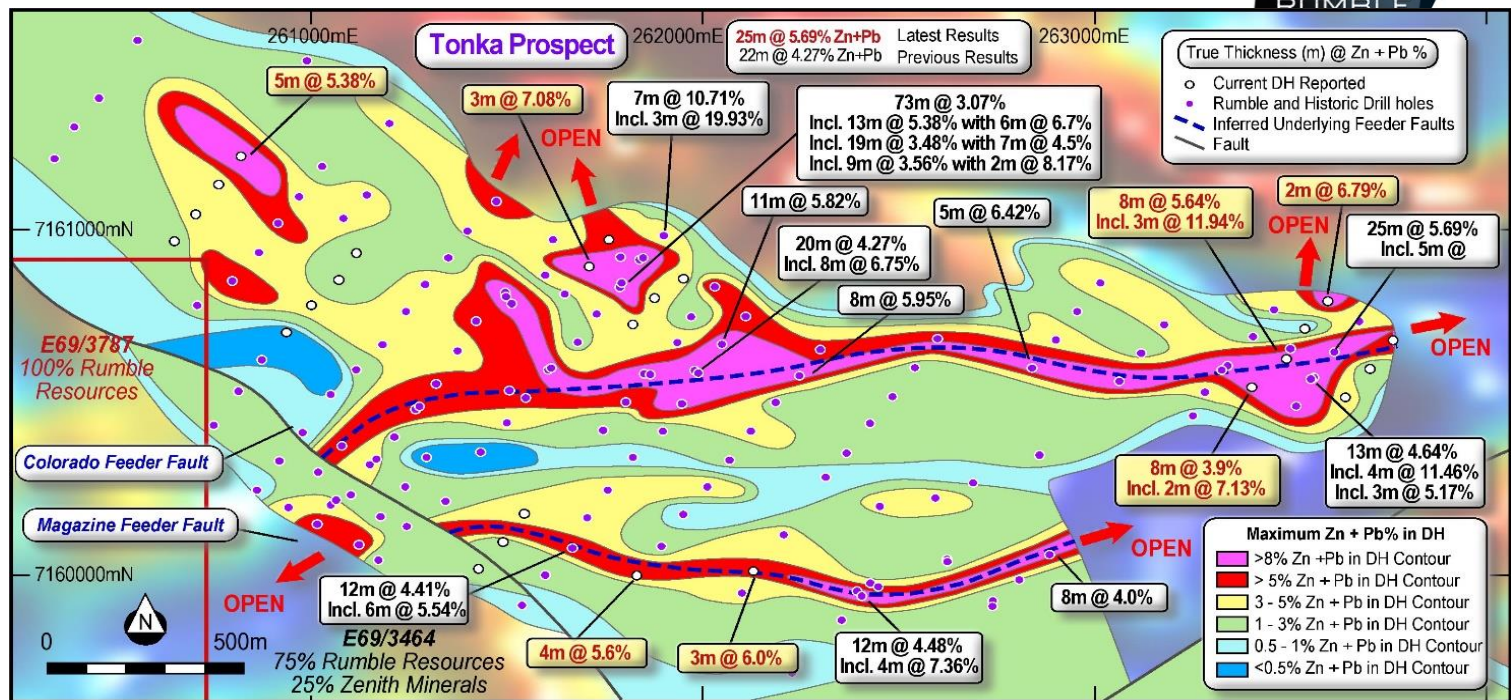 RUMBLE
261000mE
Tonka Prospect
25m @ 5.69% Zn+Pb Latest Results
22m @ 4.27% Zn+Pb Previous Results
262000mE
263000mE
True Thickness (m) @ Zn + Pb %
Current DH Reported
Rumble and Historic Drill holes
Inferred Underlying Feeder Faults
Fault
5m @ 5.38%
3m @ 7.08%
7m @ 10.71%
Incl. 3m @ 19.93%
73m @ 3.07%
Incl. 13m @ 5.38% with 6m @ 6.7%
Incl. 19m @ 3.48% with 7m @ 4.5%
Incl. 9m @ 3.56% with 2m @ 8.17%
OPEN
OPEN
11m @ 5.82%
5m @ 6.42%
8m @ 5.64%
Incl. 3m @ 11.94%
2m @ 6.79%
OPEN
25m @ 5.69%
Incl. 5m @
7161000mN
20m @ 4.27%
Incl. 8m @ 6.75%
8m @ 5.95%
OPEN
E69/3787
100% Rumble
Resources
Colorado Feeder Fault
Magazine Feeder Fault
8m @ 3.9%
Incl. 2m @ 7.13%
13m @ 4.64%
Incl. 4m @ 11.46%
Incl. 3m @ 5.17%
7160000mN
OPEN
OPEN
12m @ 4.41%
Incl. 6m @ 5.54%
E69/3464
75% Rumble Resources
25% Zenith Minerals
4m @ 5.6%
3m @ 6.0%
12m @ 4.48%
Incl. 4m @ 7.36%
8m @ 4.0%
N
0 500m
Maximum Zn + Pb% in DH
>8% Zn +Pb in DH Contour
> 5% Zn + Pb in DH Contour
3 - 5% Zn + Pb in DH Contour
1 - 3% Zn + Pb in DH Contour
0.5 - 1% Zn + Pb in DH Contour
<0.5% Zn + Pb in DH Contour